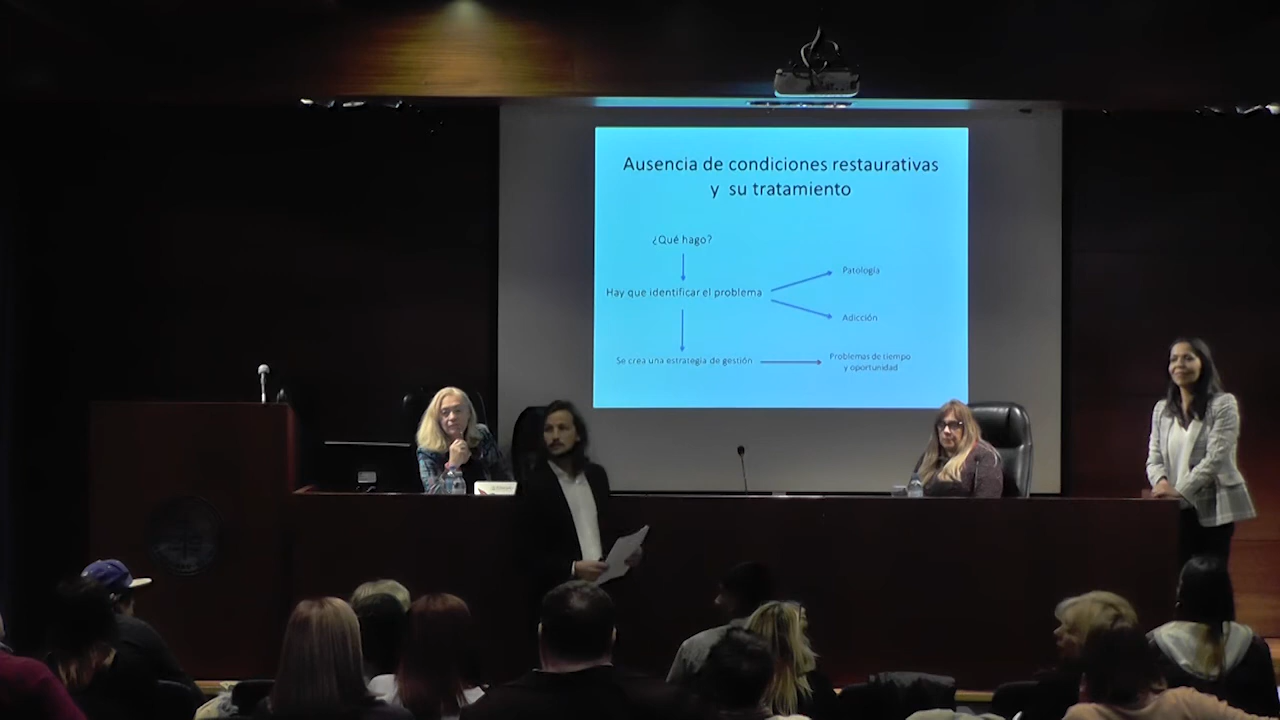 Ausencia de condiciones restaurativas
y su tratamiento
¿Qué hago?
Hay que identificar el problema
Patología
Adicción
Se crea una estrategia de gestión
Problemas de tiempo
y oportunidad